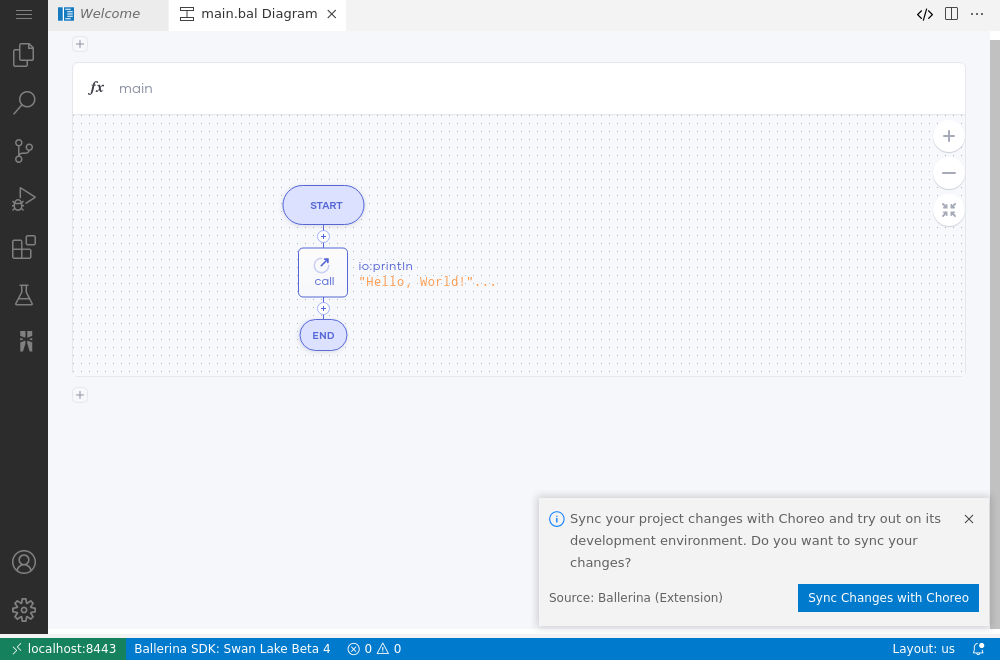 Welcome
main.bal Diagram
fx main
START
io:println
call
"Hello, World!"...
END
Sync your project changes with Choreo and try out on its
development environment. Do you want to sync your
changes?
Source: Ballerina (Extension)
Sync Changes with Choreo
localhost:8443
Ballerina SDK: Swan Lake Beta 4
0
0
Layout: us